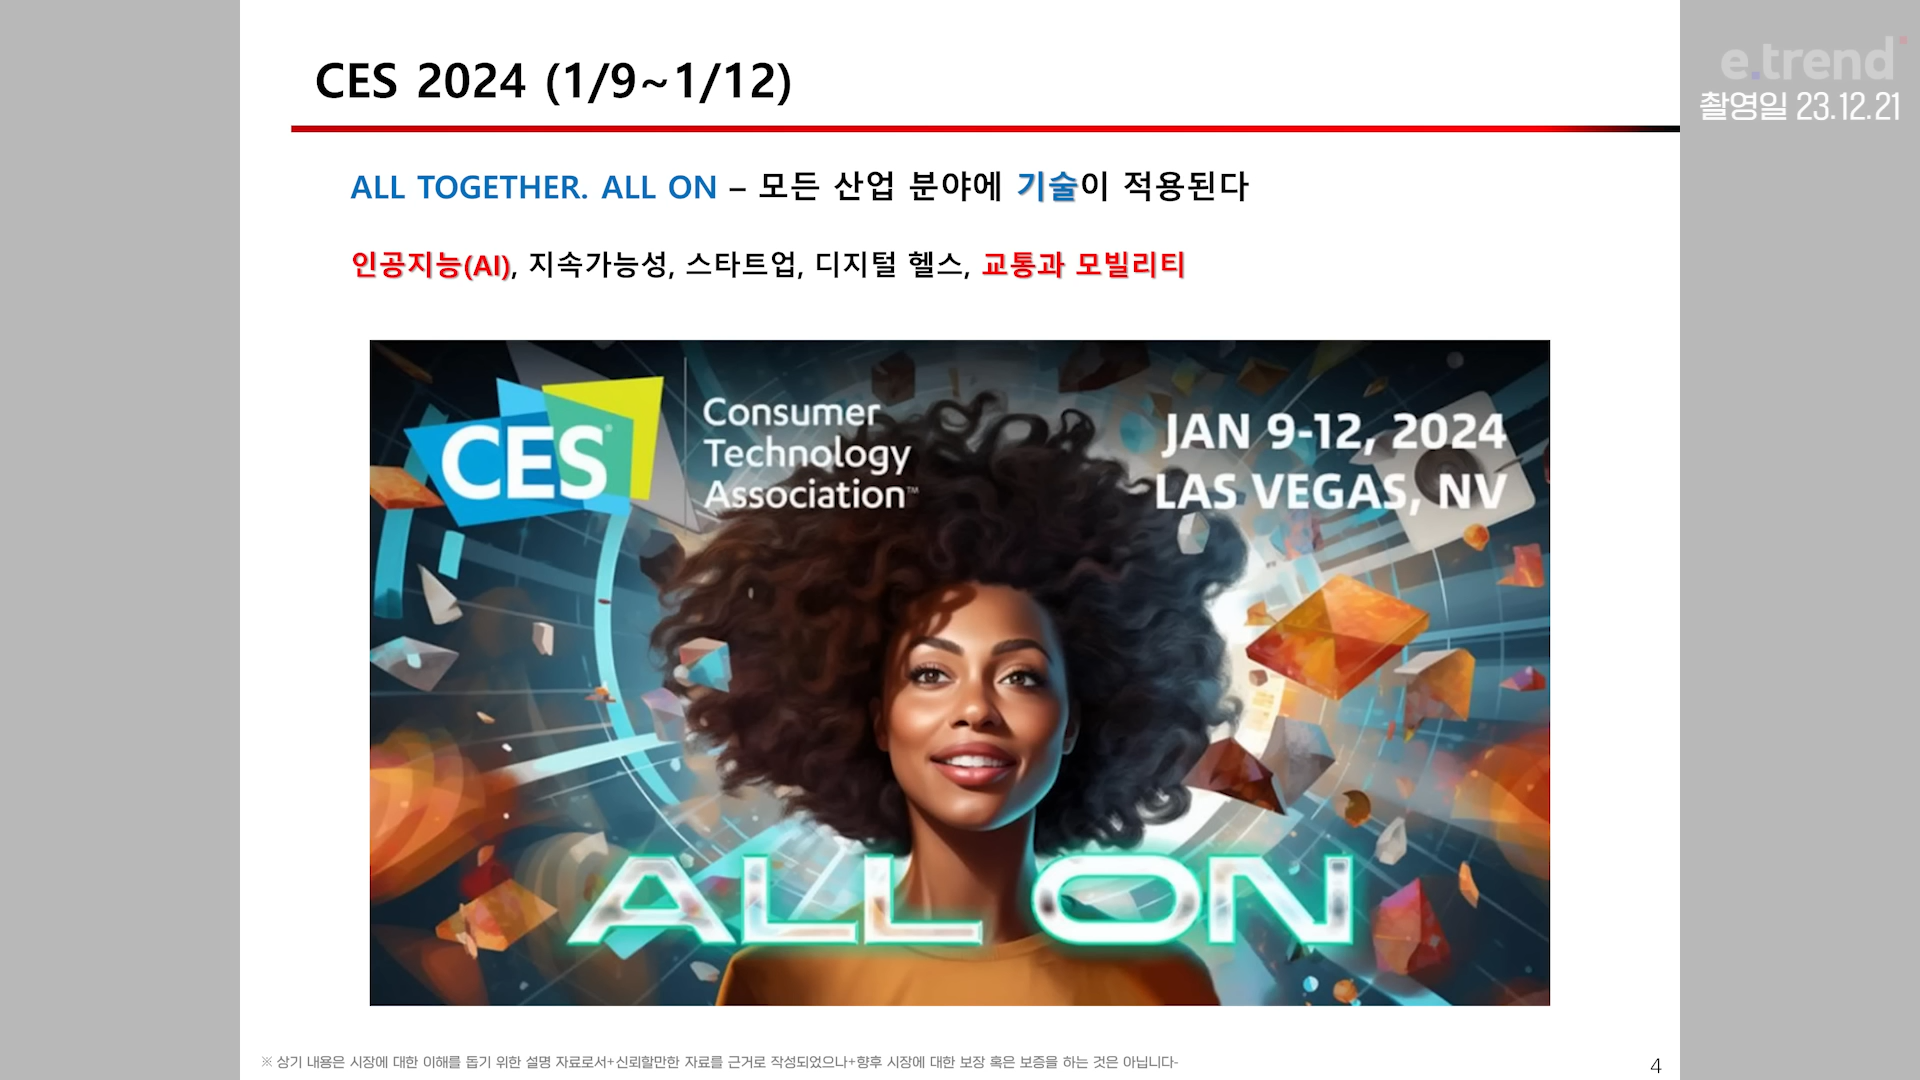 CES 2024 (1/9~1/12)
e.trend
촬영일 23.12.21
ALL TOGETHER. ALL ON – 모든 산업 분야에 기술이 적용된다
인공지능(AI), 지속가능성, 스타트업, 디지털 헬스, 교통과 모빌리티
CES®
Consumer
Technology
Association™
JAN 9-12, 2024
LAS VEGAS, NV
ALL ON
※ 상기 내용은 시장에 대한 이해를 돕기 위한 설명 자료로서+신뢰할만한 자료를 근거로 작성되었으나+향후 시장에 대한 보장 혹은 보증을 하는 것은 아닙니다-
4